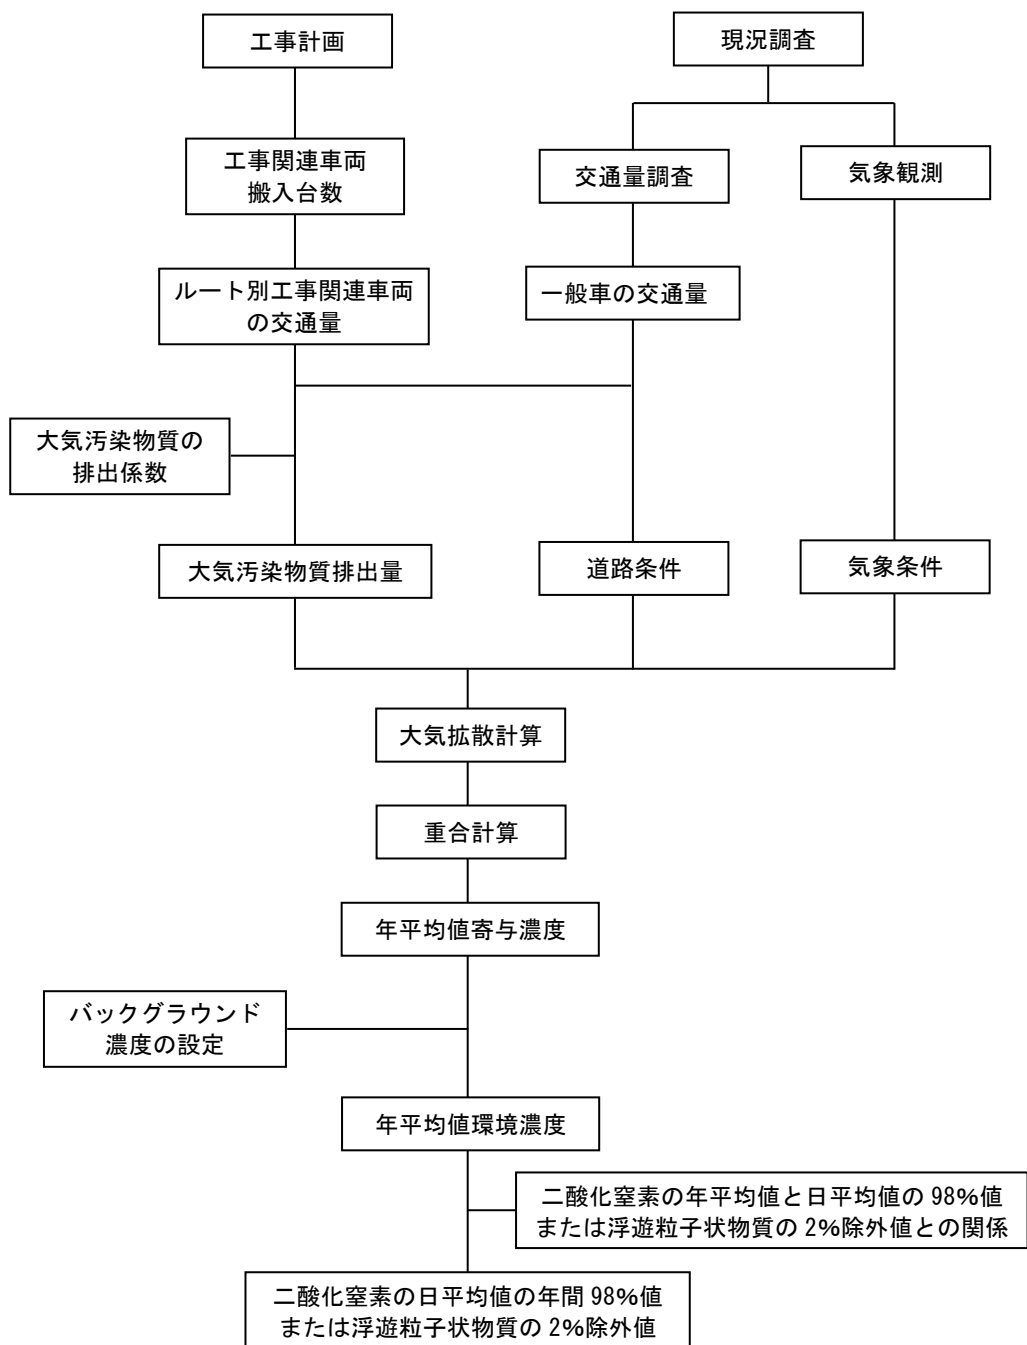 工事計画
現況調査
工事関連車両
搬入台数
交通量調査
気象観測
ルート別工事関連車両
の交通量
一般車の交通量
大気汚染物質の
排出係数
大気汚染物質排出量
道路条件
気象条件
大気拡散計算
重合計算
年平均値寄与濃度
バックグラウンド
濃度の設定
年平均値環境濃度
二酸化窒素の年平均値と日平均値の 98%値
または浮遊粒子状物質の 2%除外値との関係
二酸化窒素の日平均値の年間 98%値
または浮遊粒子状物質の 2%除外値